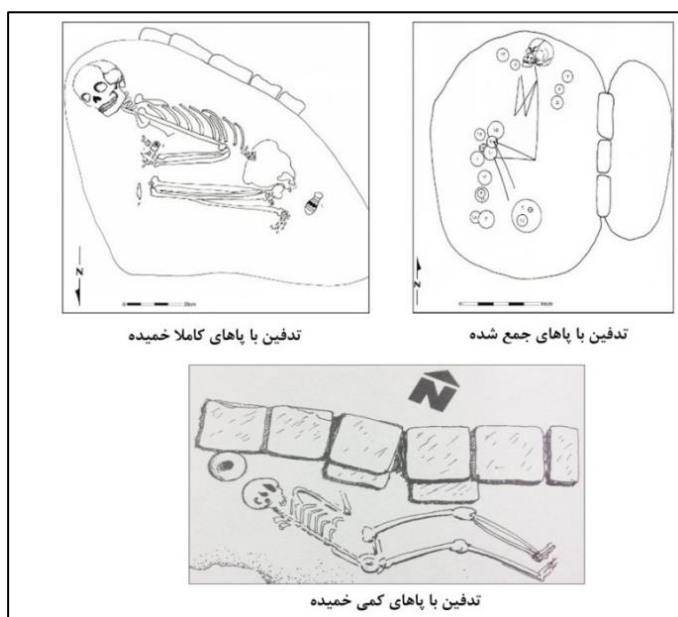 N
N
تدفین با پاهای جمع شده
تدفین با پاهای کاملا خمیده
N
تدفین با پاهای کمی خمیده